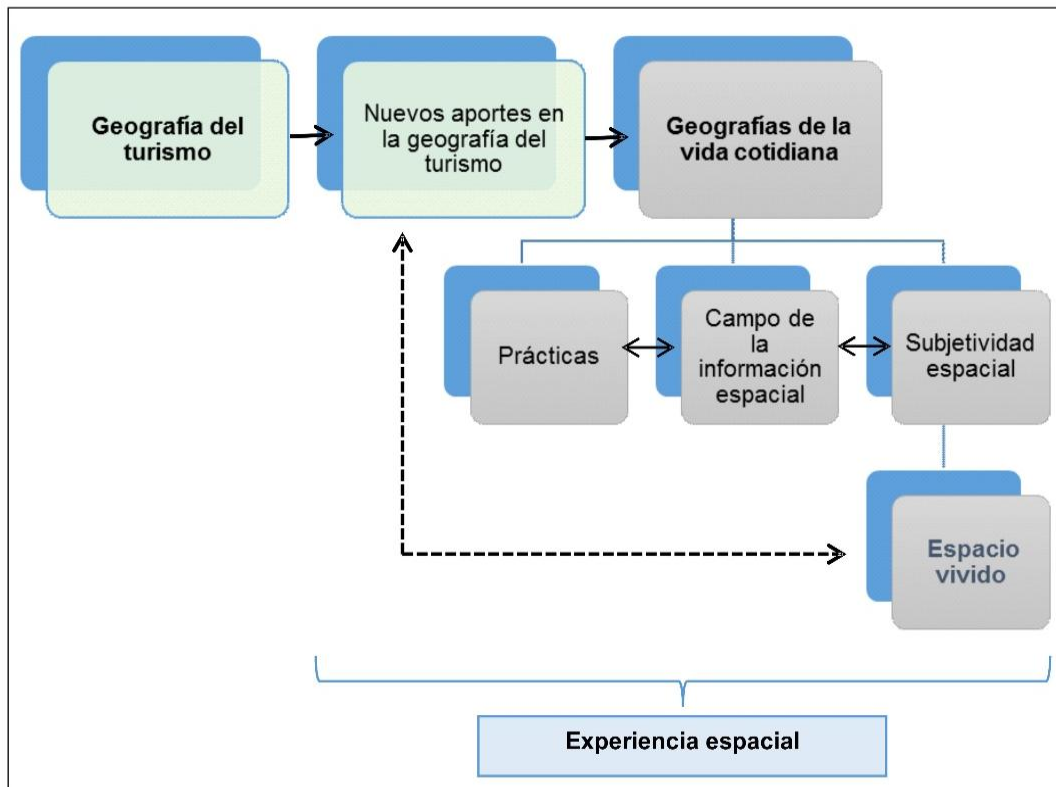 Geografía del
turismo
Nuevos aportes en
la geografía del
turismo
Geografías de la
vida cotidiana
Prácticas
Campo de
la
información
espacial
Subjetividad
espacial
Espacio
vivido
Experiencia espacial